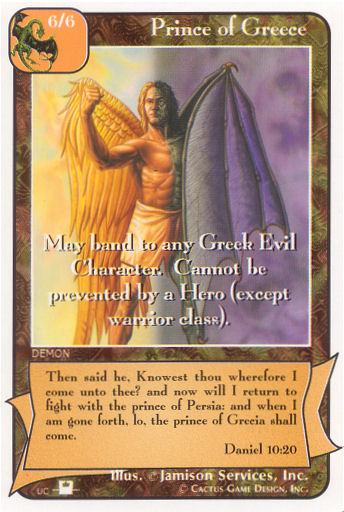 6/6
Prince of Greece
May band to any Greek Evil
Character. Cannot be
prevented by a Hero (except
warrior class).
DEMON
Then said he, Knowest thou wherefore I
come unto thee? and now will I return to
fight with the prince of Persia: and when I
am gone forth, lo, the prince of Grecia shall
come.
Daniel 10:20
Illus. © Jamison Services, Inc.
UC
© Cactus Game Design, Inc.